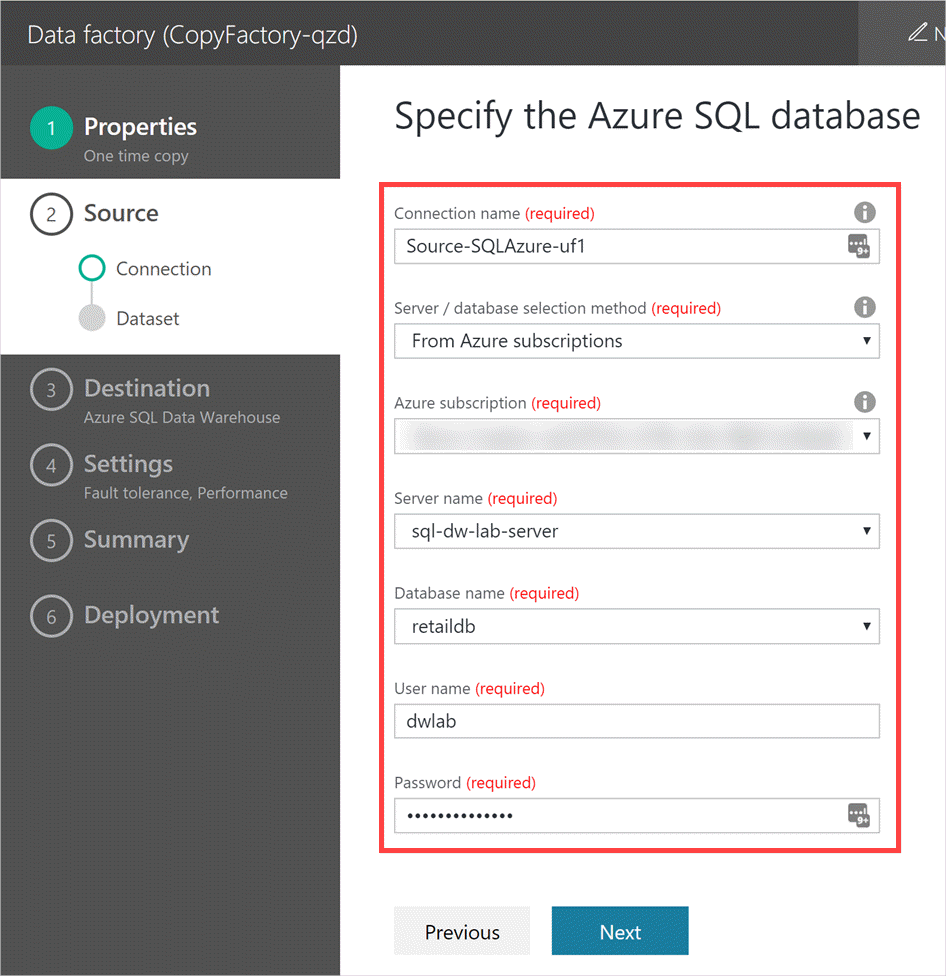 Data factory (CopyFactory-qzd)
N
1
Properties
One time copy
2
Source
Connection
Dataset
3
Destination
Azure SQL Data Warehouse
4
Settings
Fault tolerance, Performance
5
Summary
6
Deployment
Specify the Azure SQL database
Connection name (required)
Source-SQLAzure-uf1
9+
Server / database selection method (required)
From Azure subscriptions
Azure subscription (required)
Server name (required)
sql-dw-lab-server
Database name (required)
retaildb
User name (required)
dwlab
Password (required)
••••••••••••••
9+
Previous
Next